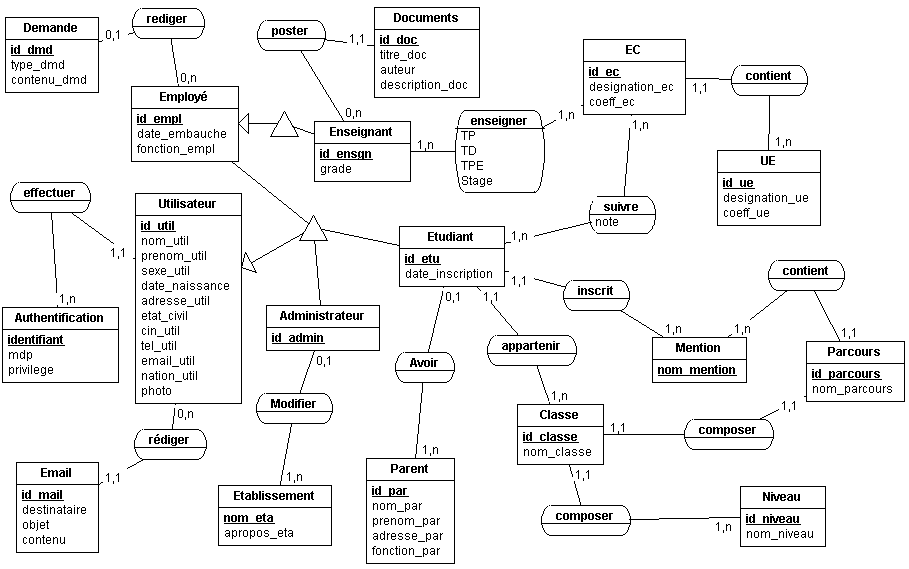 Demande
id_dmd
type_dmd
contenu_dmd
0,1
rediger
0,n
poster
1,1
0,n
Documents
id_doc
titre_doc
auteur
description_doc
EC
id_ec
designation_ec
coeff_ec
1,1
contient
1,n
UE
id_ue
designation_ue
coeff_ue
Employé
id_empl
date_embauche
fonction_empl
Enseignant
id_ensgn
grade
1,n
enseigner
TP
TD
TPE
Stage
1,n
1,n
suivre
note
1,n
effectuer
1,1
1,n
Utilisateur
id_util
nom_util
prenom_util
sexe_util
date_naissance
adresse_util
etat_civil
cin_util
tel_util
email_util
nation_util
photo
Etudiant
id_etu
date_inscription
0,1
1,1
1,1
inscrit
1,n
contient
1,n
1,1
Authentification
identifiant
mdp
privilege
Administrateur
id_admin
0,1
Modifier
1,n
Avoir
1,n
appartenir
1,n
Mention
nom_mention
Parcours
id_parcours
nom_parcours
1,1
composer
1,1
Classe
id_classe
nom_classe
1,1
0,n
rédiger
1,1
Email
id_mail
destinataire
objet
contenu
Etablissement
nom_eta
apropos_eta
Parent
id_par
nom_par
prenom_par
adresse_par
fonction_par
composer
1,n
Niveau
id_niveau
nom_niveau